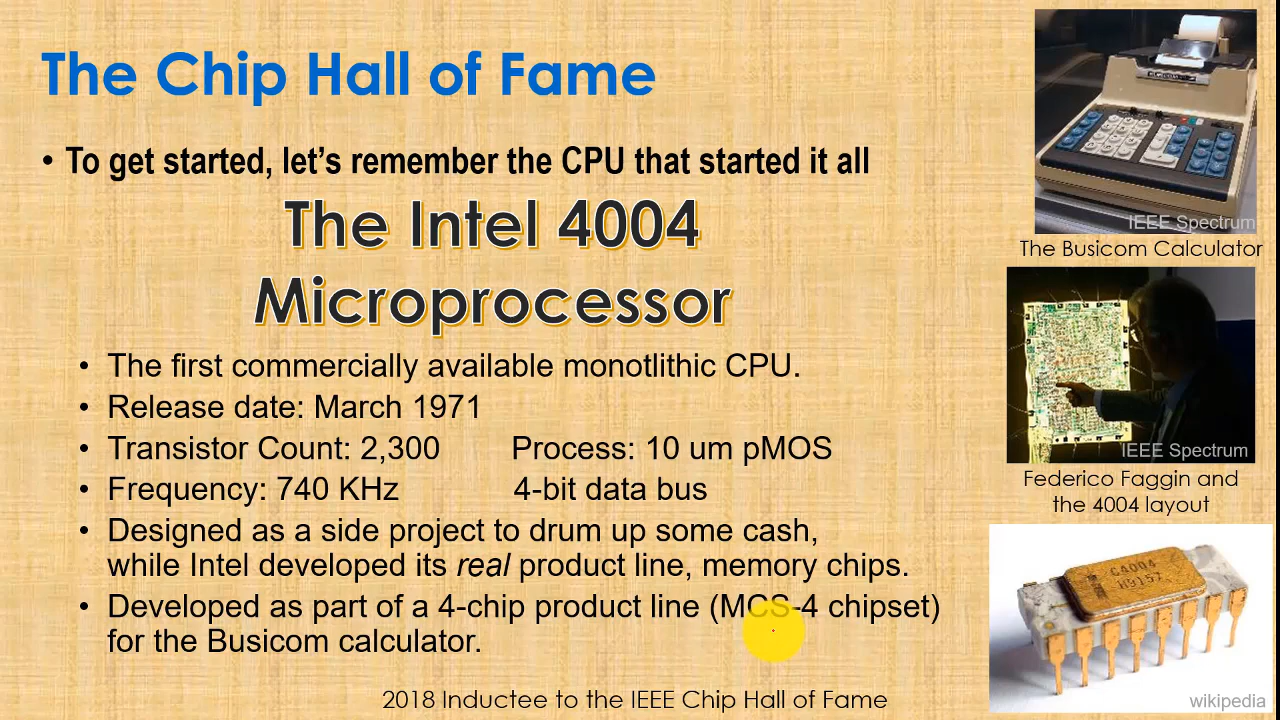 The Chip Hall of Fame
• To get started, let's remember the CPU that started it all
The Intel 4004
Microprocessor
• The first commercially available monotlithic CPU.
• Release date: March 1971
• Transistor Count: 2,300 Process: 10 um pMOS
• Frequency: 740 KHz 4-bit data bus
• Designed as a side project to drum up some cash,
while Intel developed its real product line, memory chips.
• Developed as part of a 4-chip product line (MCS-4 chipset)
for the Busicom calculator.
2018 Inductee to the IEEE Chip Hall of Fame
IEEE Spectrum
The Busicom Calculator
IEEE Spectrum
Federico Faggin and
the 4004 layout
C4004
wikipedia